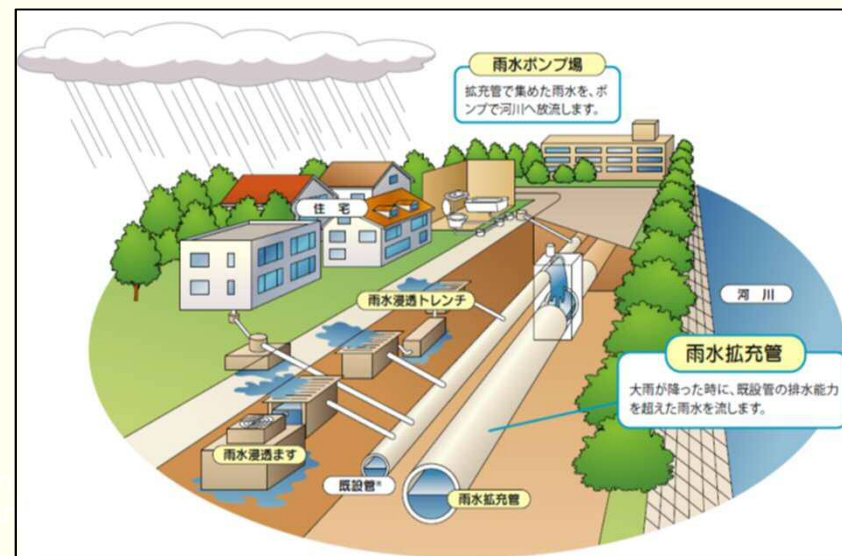 雨水ポンプ場
拡充管で集めた雨水を、ポ
ンプで河川へ放流します。
住宅
雨水浸透トレンチ
河川
雨水拡充管
大雨が降った時に、既設管の排水能力
を超えた雨水を流します。
雨水浸透ます
既設管※
雨水拡充管